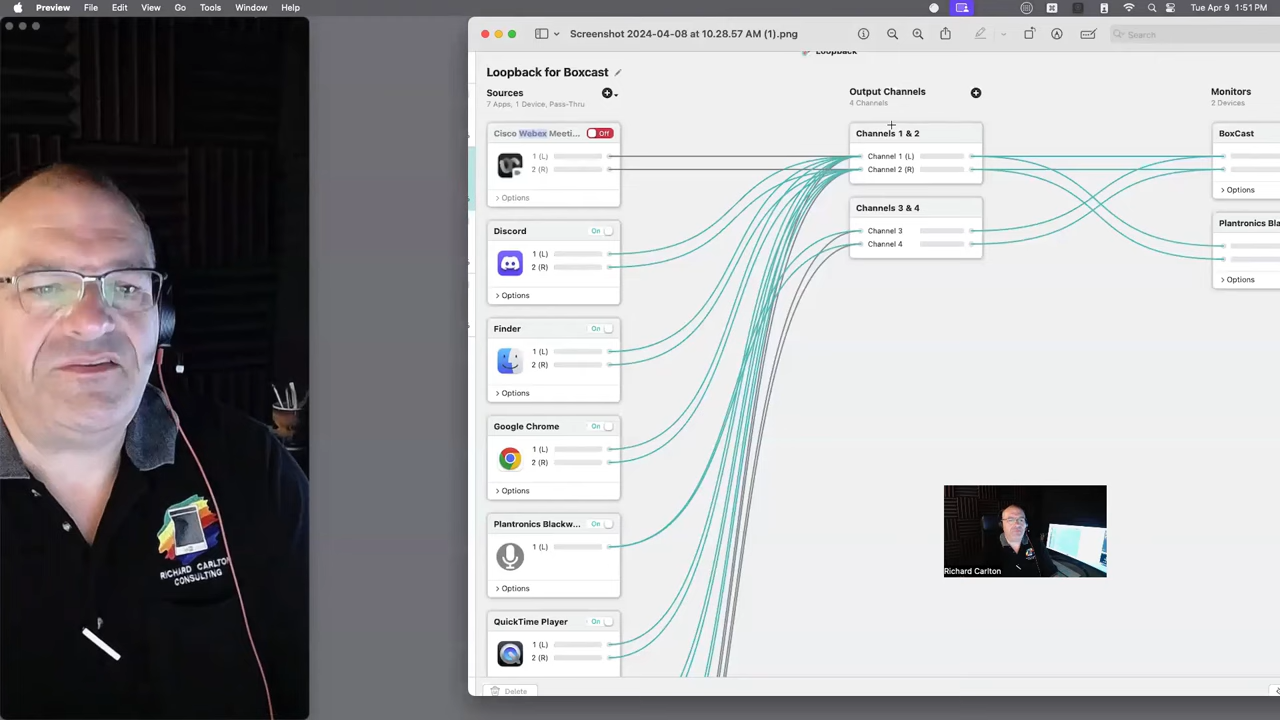 Preview File Edit View Go Tools Window Help
Tue Apr 9 1:51 PM
Screenshot 2024-04-08 at 10.28.57 AM (1).png
Search
Loopback
Loopback for Boxcast
Sources
7 Apps, 1 Device, Pass-Thru
Output Channels
4 Channels
Monitors
2 Devices
Cisco Webex Meeti... Off
1 (L)
2 (R)
Options
Discord On
1 (L)
2 (R)
Options
Finder On
1 (L)
2 (R)
Options
Google Chrome On
1 (L)
2 (R)
Options
Plantronics Blackw... On
1 (L)
Options
QuickTime Player On
1 (L)
2 (R)
Delete
Channels 1 & 2
Channel 1 (L)
Channel 2 (R)
Channels 3 & 4
Channel 3
Channel 4
BoxCast
Options
Plantronics Bla
Options
Richard Carlton
RICHARD CARLTON
CONSULTING